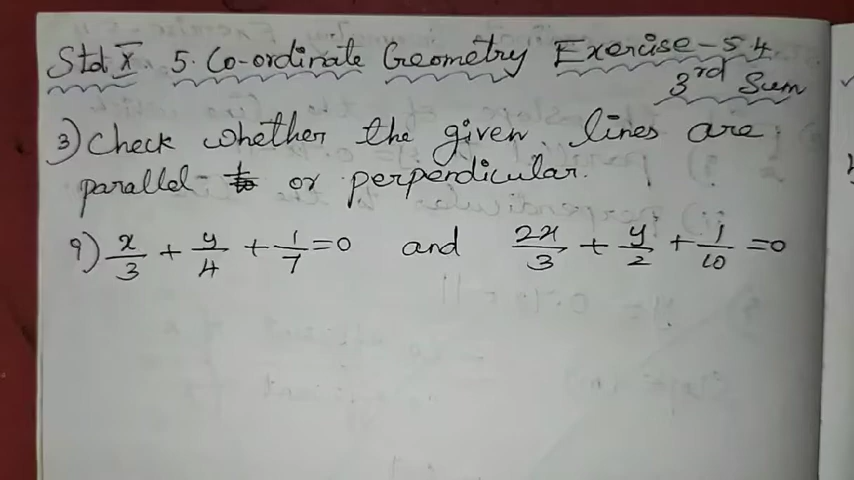 Std X. 5. Co-ordinate Geometry Exercise-5.4
3rd Sum
3) Check whether the given lines are
parallel or perpendicular.
9) x/3 + y/4 + 1/7 = 0 and 2x/3 + y/2 + 1/10 = 0